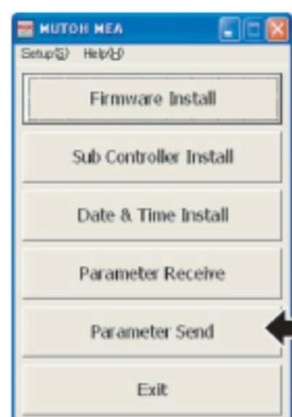 MUTOH MEA
Setup(S) Help(H)
Firmware Install
Sub Controller Install
Date & Time Install
Parameter Receive
Parameter Send
Exit